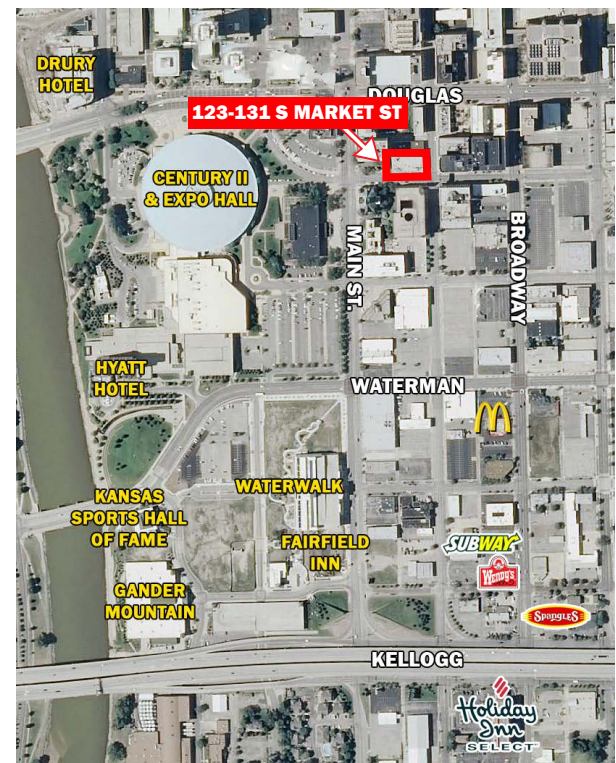 DRURY
HOTEL
DOUGLAS
123-131 S MARKET ST
CENTURY II
& EXPO HALL
MAIN ST.
BROADWAY
HYATT
HOTEL
WATERMAN
M
KANSAS
SPORTS HALL
OF FAME
WATERWALK
FAIRFIELD
INN
SUBWAY
WENDY'S
GANDER
MOUNTAIN
SPANGLES
KELLOGG
Holiday
Inn
SELECT